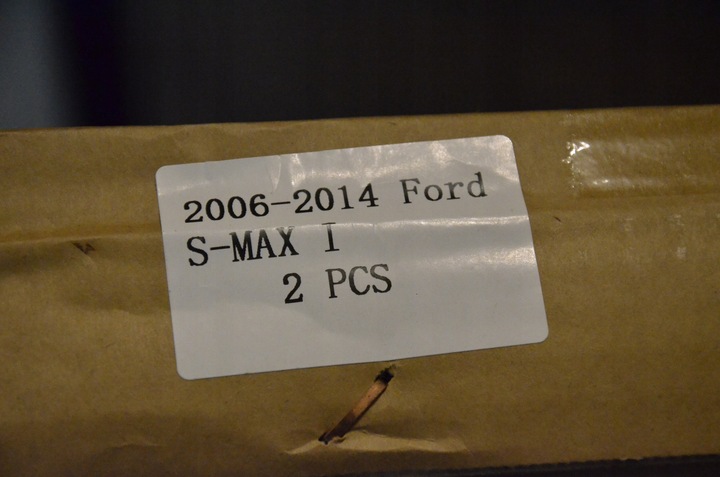 2006-2014 Ford
S-MAX I
2 PCS